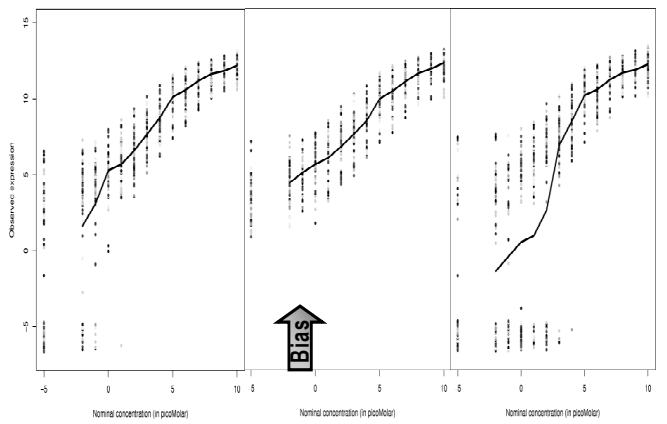 15
10
5
0
-5
Observed expression
Bias
-5 0 5 10
-5 0 5 10
-5 0 5 10
Nominal concentration (in picoMolar)
Nominal concentration (in picoMolar)
Nominal concentration (in picoMolar)